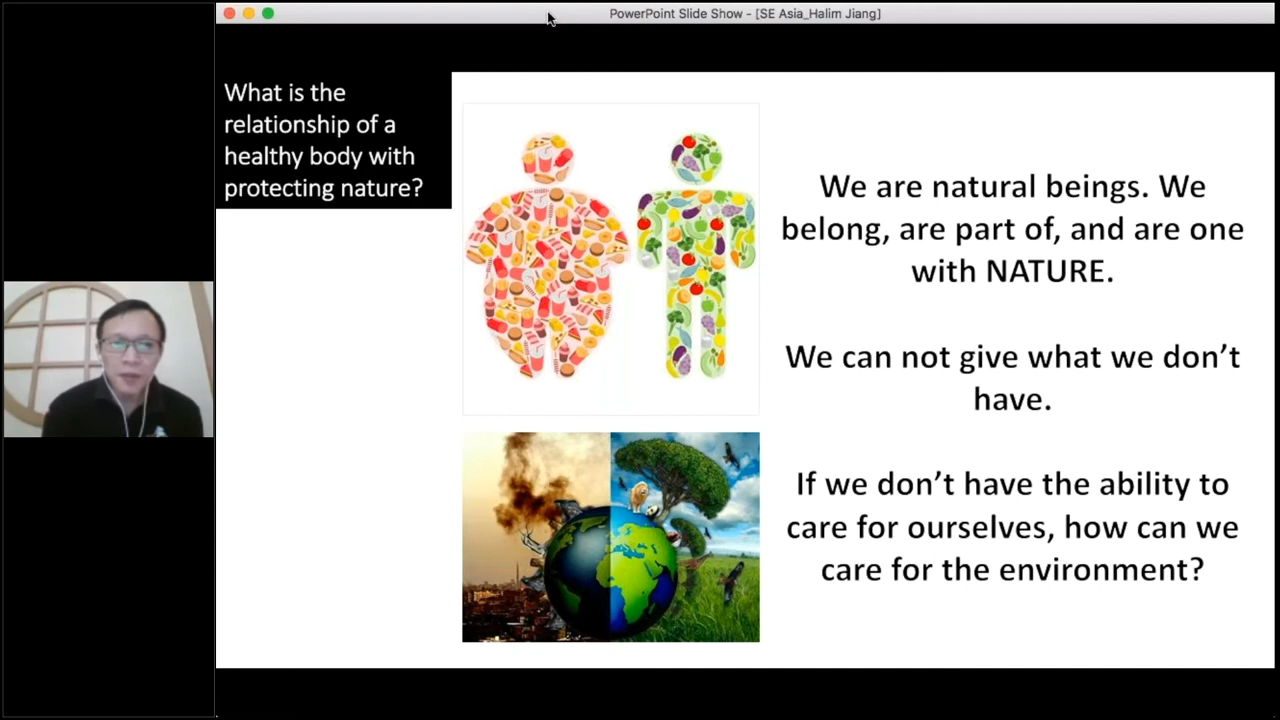 PowerPoint Slide Show - [SE Asia_Halim Jiang]
What is the
relationship of a
healthy body with
protecting nature?
We are natural beings. We
belong, are part of, and are one
with NATURE.
We can not give what we don’t
have.
If we don’t have the ability to
care for ourselves, how can we
care for the environment?